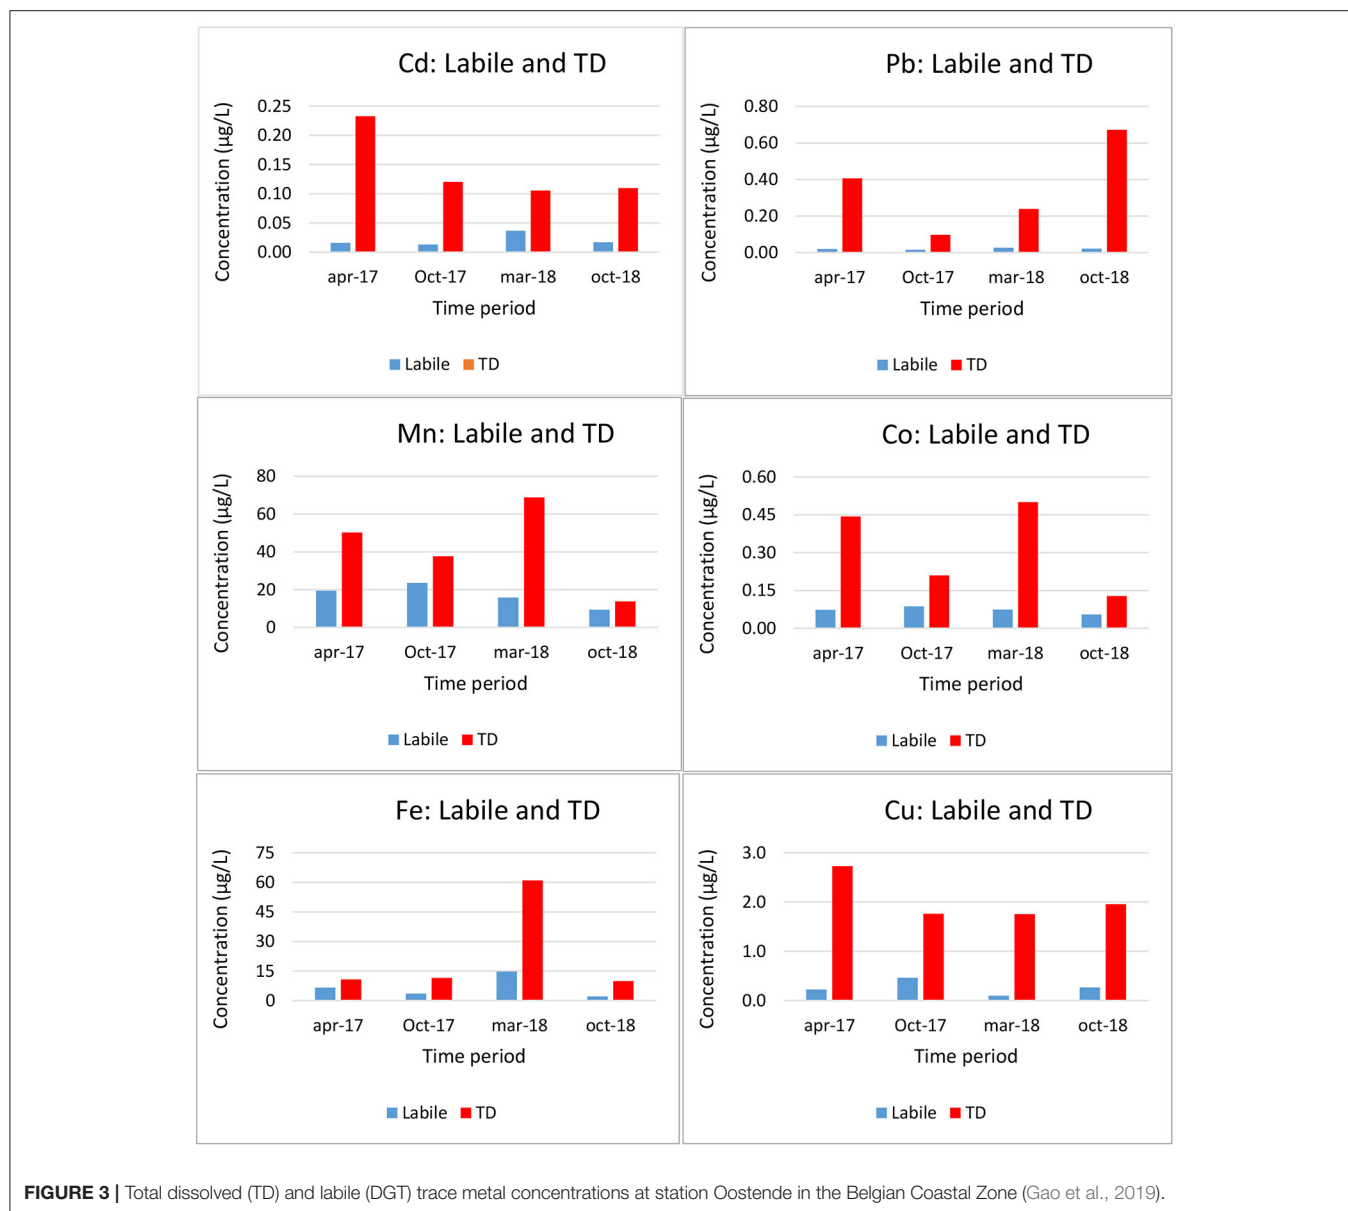 Cd: Labile and TD
Concentration (µg/L)
0.25
0.20
0.15
0.10
0.05
0.00
apr-17 Oct-17 mar-18 oct-18
Time period
Labile TD
Pb: Labile and TD
Concentration (µg/L)
0.80
0.60
0.40
0.20
0.00
apr-17 Oct-17 mar-18 oct-18
Time period
Labile TD
Mn: Labile and TD
Concentration (µg/L)
80
60
40
20
0
apr-17 Oct-17 mar-18 oct-18
Time period
Labile TD
Co: Labile and TD
Concentration (µg/L)
0.60
0.45
0.30
0.15
0.00
apr-17 Oct-17 mar-18 oct-18
Time period
Labile TD
Fe: Labile and TD
Concentration (µg/L)
75
60
45
30
15
0
apr-17 Oct-17 mar-18 oct-18
Time period
Labile TD
Cu: Labile and TD
Concentration (µg/L)
3.0
2.0
1.0
0.0
apr-17 Oct-17 mar-18 oct-18
Time period
Labile TD
FIGURE 3 | Total dissolved (TD) and labile (DGT) trace metal concentrations at station Oostende in the Belgian Coastal Zone (Gao et al., 2019).